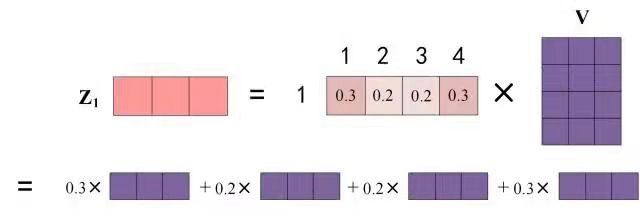 V
1 2 3 4
Z₁ = 1 0.3 0.2 0.2 0.3 ×
= 0.3× +0.2× +0.2× +0.3×